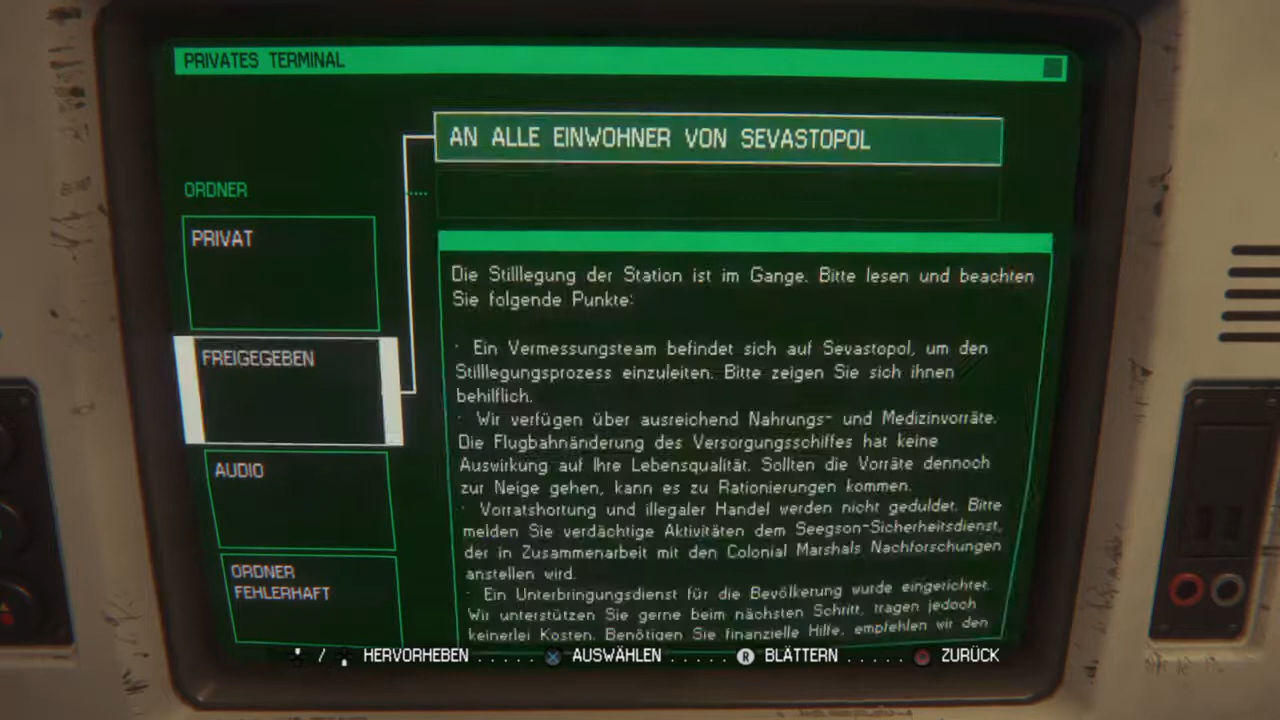 PRIVATES TERMINAL
AN ALLE EINWOHNER VON SEVASTOPOL
ORDNER
PRIVAT
FREIGEGEBEN
AUDIO
ORDNER
FEHLERHAFT
Die Stilllegung der Station ist im Gange. Bitte lesen und beachten
Sie folgende Punkte:
· Ein Vermessungsteam befindet sich auf Sevastopol, um den
Stilllegungsprozess einzuleiten. Bitte zeigen Sie sich ihnen
behilflich.
· Wir verfügen über ausreichend Nahrungs- und Medizinvorräte.
Die Flugbahnänderung des Versorgungsschiffes hat keine
Auswirkung auf Ihre Lebensqualität. Sollten die Vorräte dennoch
zur Neige gehen, kann es zu Rationierungen kommen.
· Vorratshortung und illegaler Handel werden nicht geduldet. Bitte
melden Sie verdächtige Aktivitäten dem Seegson-Sicherheitsdienst,
der in Zusammenarbeit mit den Colonial Marshals Nachforschungen
anstellen wird.
· Ein Unterbringungsdienst für die Bevölkerung wurde eingerichtet.
Wir unterstützen Sie gerne beim nächsten Schritt, tragen jedoch
keinerlei Kosten. Benötigen Sie finanzielle Hilfe, empfehlen wir den
/ HERVORHEBEN ..... AUSWÄHLEN ..... R BLÄTTERN ..... ZURÜCK